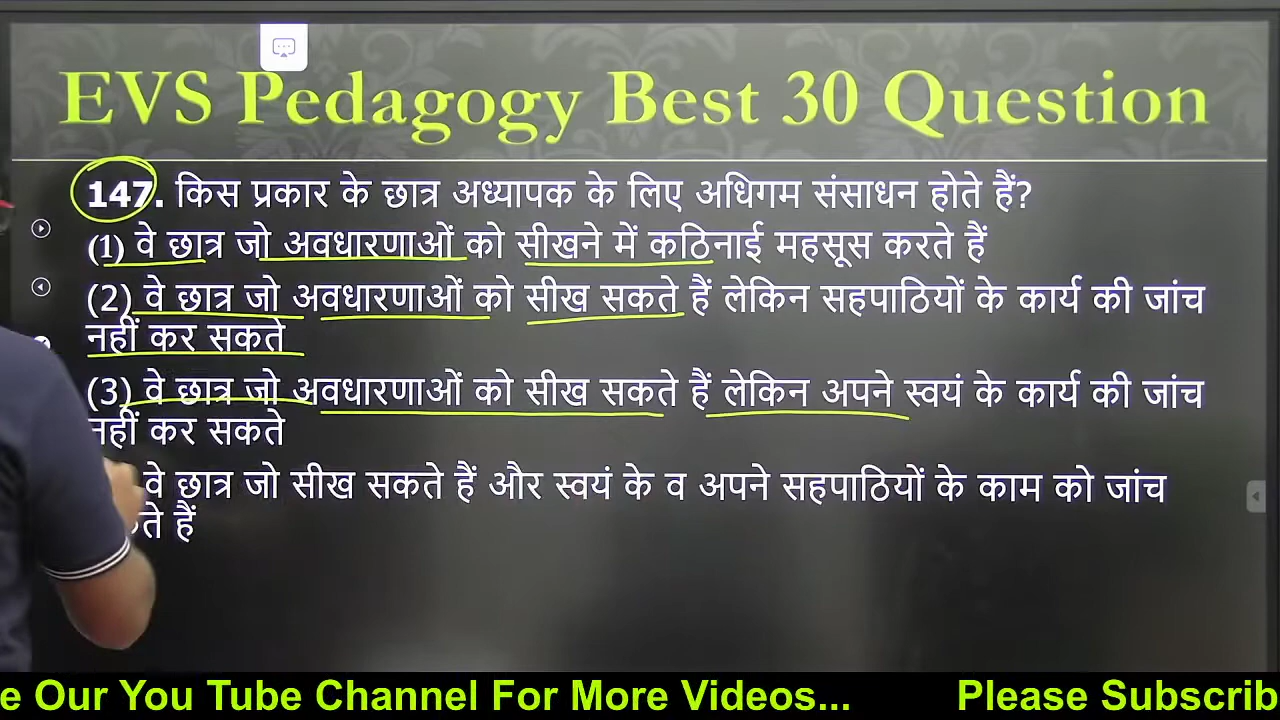 EVS Pedagogy Best 30 Question
147. किस प्रकार के छात्र अध्यापक के लिए अधिगम संसाधन होते हैं?
(1) वे छात्र जो अवधारणाओं को सीखने में कठिनाई महसूस करते हैं
(2) वे छात्र जो अवधारणाओं को सीख सकते हैं लेकिन सहपाठियों के कार्य की जांच
नहीं कर सकते
(3) वे छात्र जो अवधारणाओं को सीख सकते हैं लेकिन अपने स्वयं के कार्य की जांच
नहीं कर सकते
वे छात्र जो सीख सकते हैं और स्वयं के व अपने सहपाठियों के काम को जांच
हैं
e Our You Tube Channel For More Videos... Please Subscrib